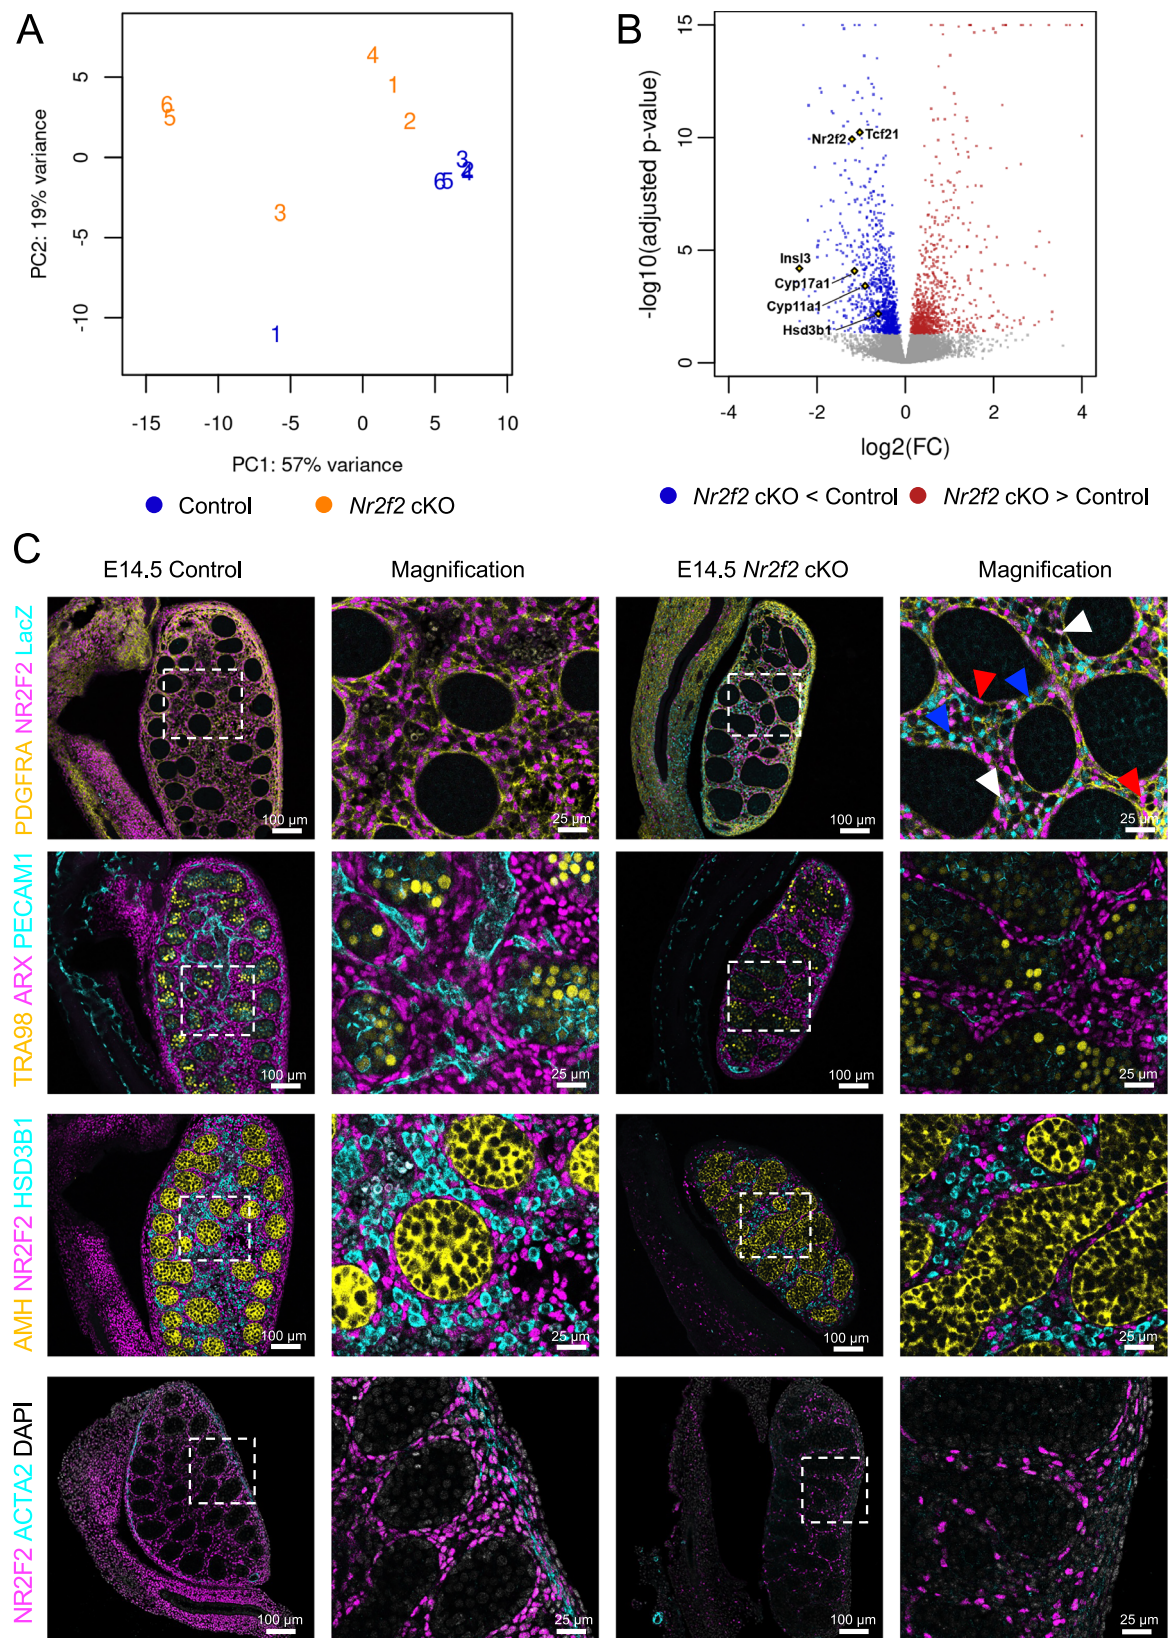 A
PC2: 19% variance
5
0
-5
-10
4
1
2
6
5
3
1
3
2
4
6
5
-15
-10
-5
0
5
10
PC1: 57% variance
Control
Nr2f2 cKO
B
-log10(adjusted p-value)
15
10
5
0
Nr2f2
Tcf21
Insl3
Cyp17a1
Cyp11a1
Hsd3b1
-4
-2
0
2
4
log2(FC)
Nr2f2 cKO < Control
Nr2f2 cKO > Control
C
E14.5 Control
Magnification
E14.5 Nr2f2 cKO
Magnification
PDGFRA NR2F2 LacZ
100 µm
25 µm
100 µm
25 µm
TRA98 ARX PECAM1
100 µm
25 µm
100 µm
25 µm
AMH NR2F2 HSD3B1
100 µm
25 µm
100 µm
25 µm
NR2F2 ACTA2 DAPI
100 µm
25 µm
100 µm
25 µm